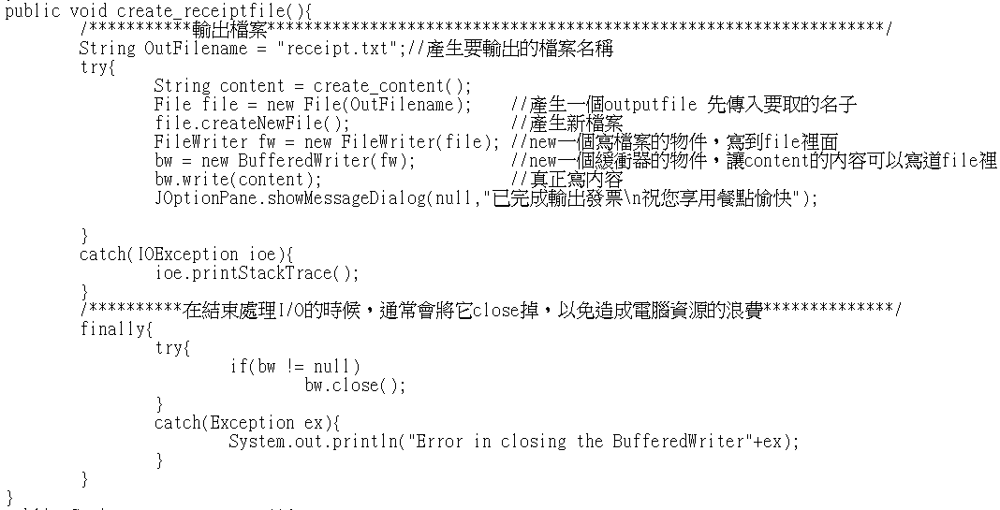 public void create_receiptfile(){
/***********輸出檔案******************************************************************/
String OutFilename = "receipt.txt";//產生要輸出的檔案名稱
try{
String content = create_content();
File file = new File(OutFilename);    //產生一個outputfile 先傳入要取的名子
file.createNewFile();                 //產生新檔案
FileWriter fw = new FileWriter(file); //new一個寫檔案的物件，寫到file裡面
bw = new BufferedWriter(fw);          //new一個緩衝器的物件，讓content的內容可以寫道file裡
bw.write(content);                    //真正寫內容
JOptionPane.showMessageDialog(null,"已完成輸出發票\n祝您享用餐點愉快");
}
catch(IOException ioe){
ioe.printStackTrace();
}
/**********在結束處理I/O的時候，通常會將它close掉，以免造成電腦資源的浪費**************/
finally{
try{
if(bw != null)
bw.close();
}
catch(Exception ex){
System.out.println("Error in closing the BufferedWriter"+ex);
}
}
}